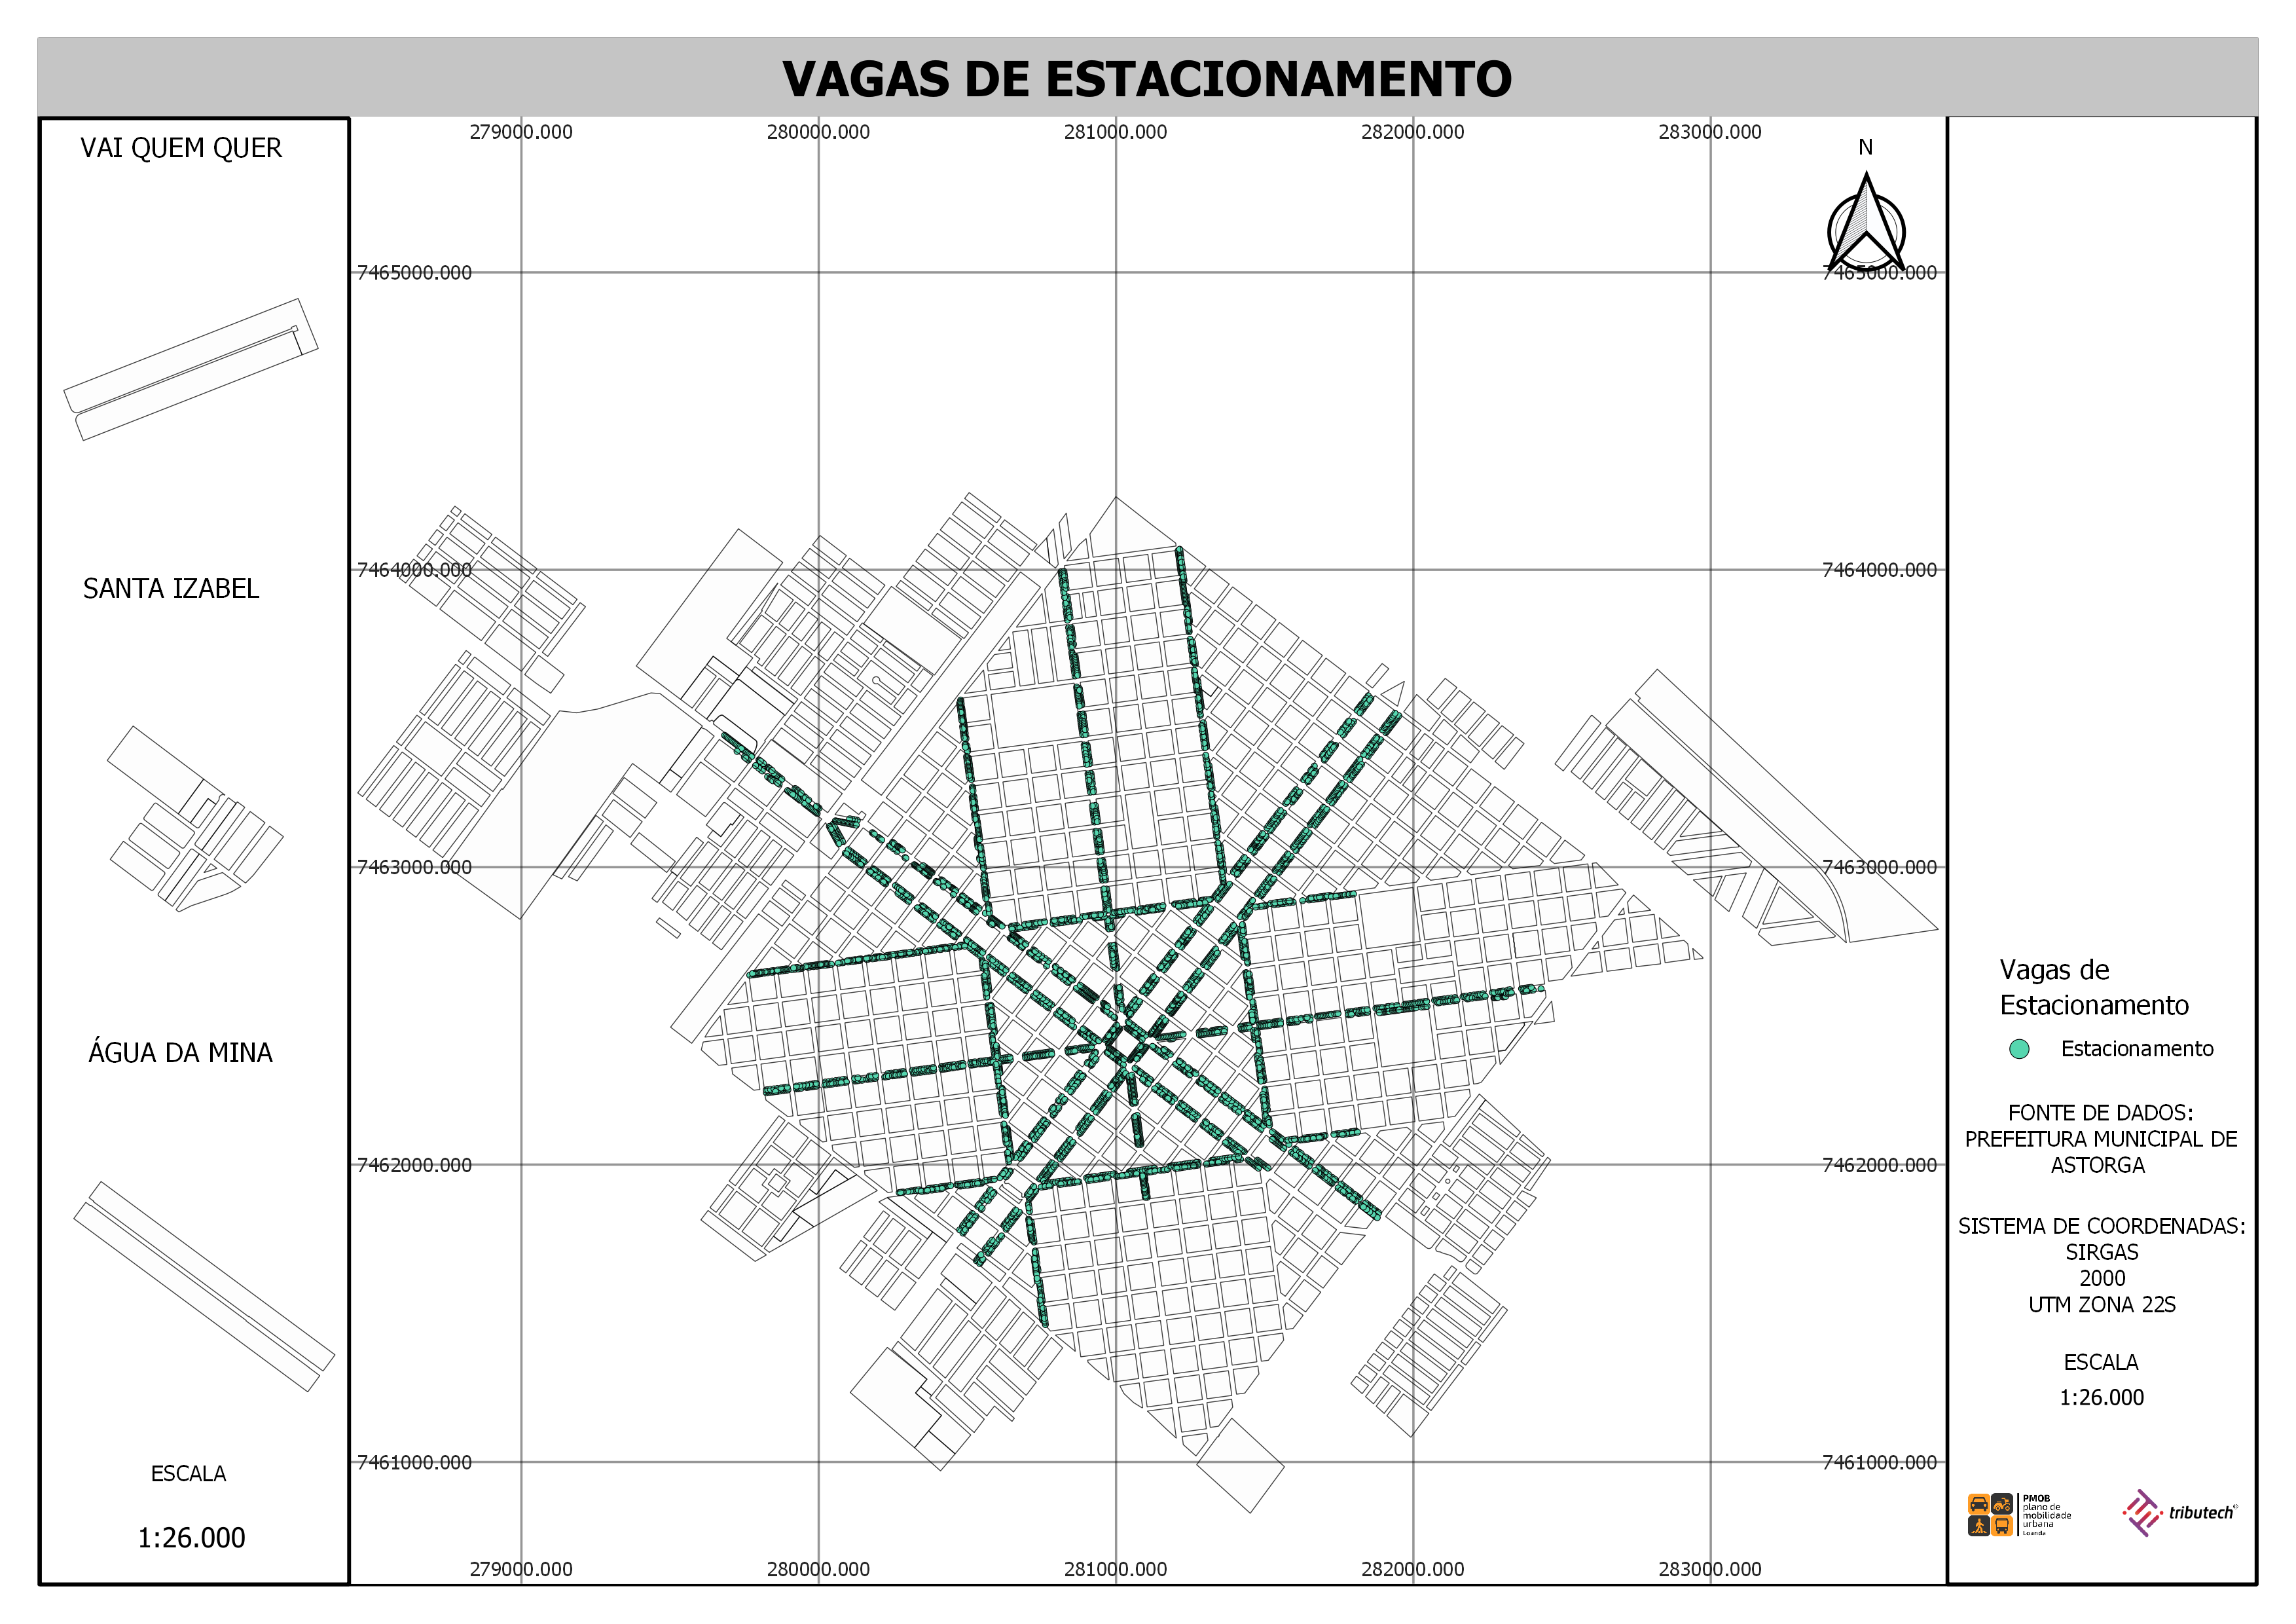 VAGAS DE ESTACIONAMENTO
VAI QUEM QUER
SANTA IZABEL
ÁGUA DA MINA
ESCALA
1:26.000
279000.000 280000.000 281000.000 282000.000 283000.000
N
7465000.000 7465000.000
7464000.000 7464000.000
7463000.000 7463000.000
7462000.000 7462000.000
7461000.000 7461000.000
279000.000 280000.000 281000.000 282000.000 283000.000
Vagas de
Estacionamento
Estacionamento
FONTE DE DADOS:
PREFEITURA MUNICIPAL DE
ASTORGA
SISTEMA DE COORDENADAS:
SIRGAS
2000
UTM ZONA 22S
ESCALA
1:26.000
PMOB
plano de
mobilidade
urbana
Loanda
tributech®